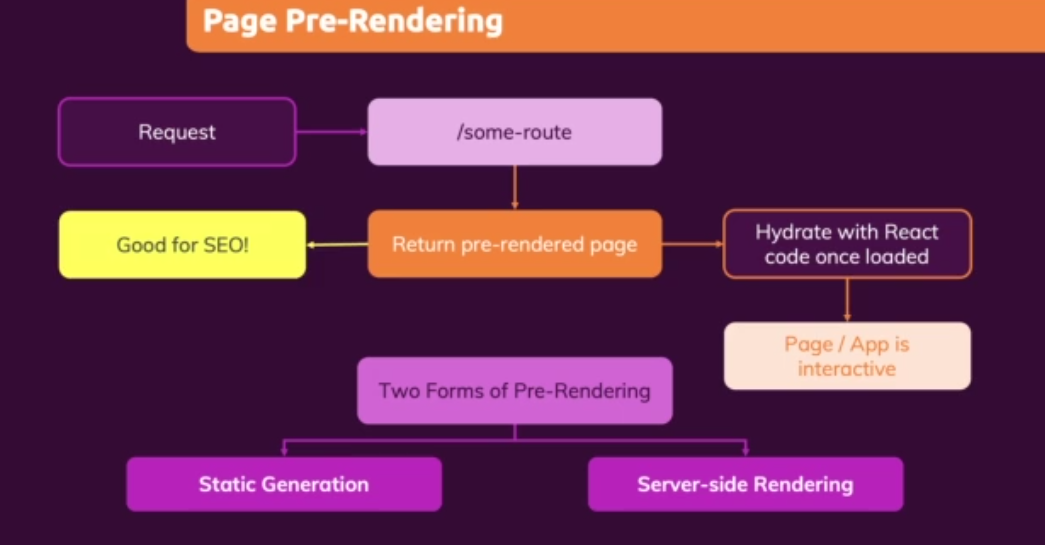 Page Pre-Rendering
Request
/some-route
Good for SEO!
Return pre-rendered page
Hydrate with React
code once loaded
Page / App is
interactive
Two Forms of Pre-Rendering
Static Generation
Server-side Rendering